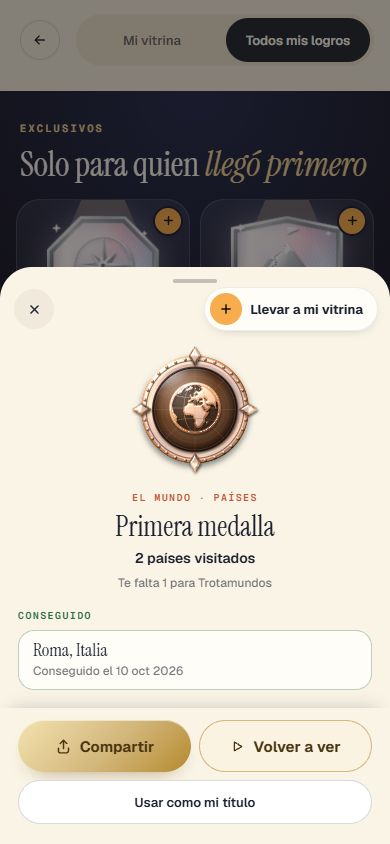 Mi vitrina
Todos mis logros
EXCLUSIVOS
Solo para quien llegó primero
Llevar a mi vitrina
EL MUNDO · PAÍSES
Primera medalla
2 países visitados
Te falta 1 para Trotamundos
CONSEGUIDO
Roma, Italia
Conseguido el 10 oct 2026
Compartir
Volver a ver
Usar como mi título